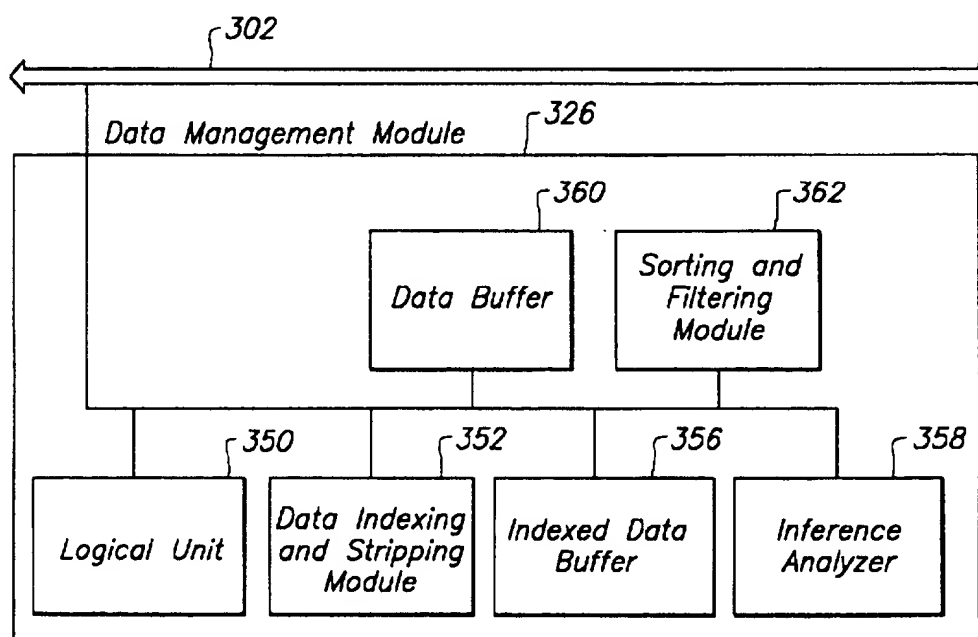 302
Data Management Module
326
360
Data Buffer
362
Sorting and
Filtering
Module
350
Logical Unit
352
Data Indexing
and Stripping
Module
356
Indexed Data
Buffer
358
Inference
Analyzer